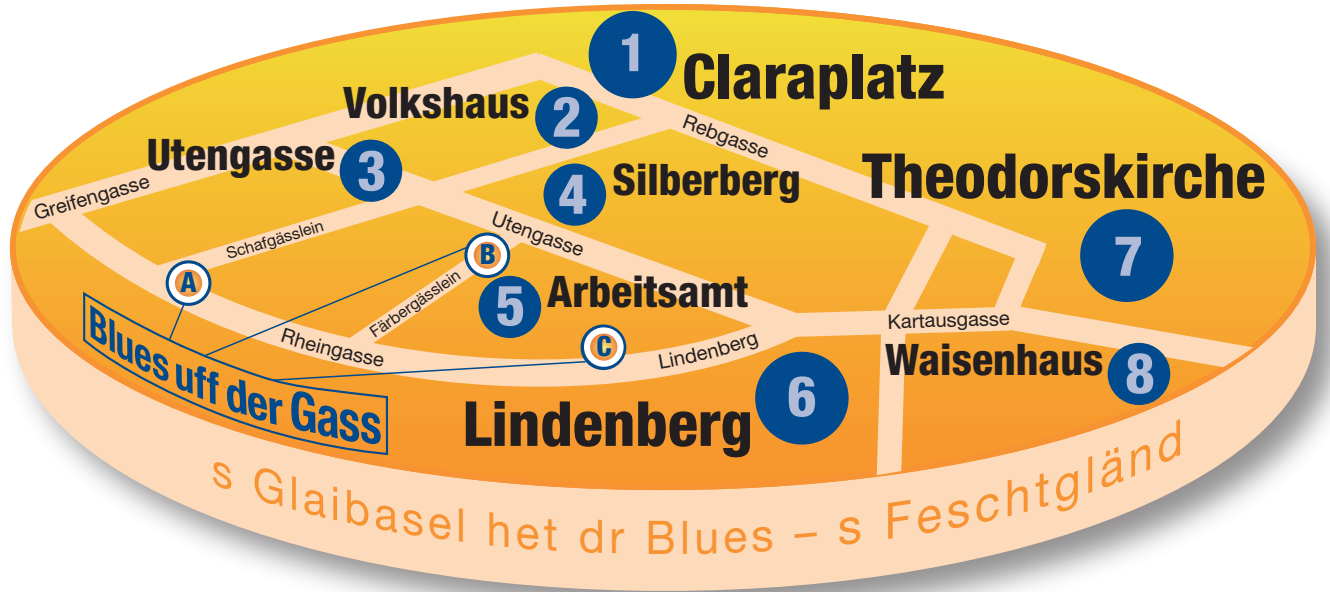 1
Claraplatz
Volkshaus
2
Rebgasse
Utengasse
3
4
Silberberg
Theodorskirche
Greifengasse
Schafgässlein
Utengasse
7
A
B
Färbergässlein
5
Arbeitsamt
Blues uff der Gass
Rheingasse
C
Lindenberg
Kartausgasse
Waisenhaus
8
6
Lindenberg
s Glaibasel het dr Blues – s Feschtgländ